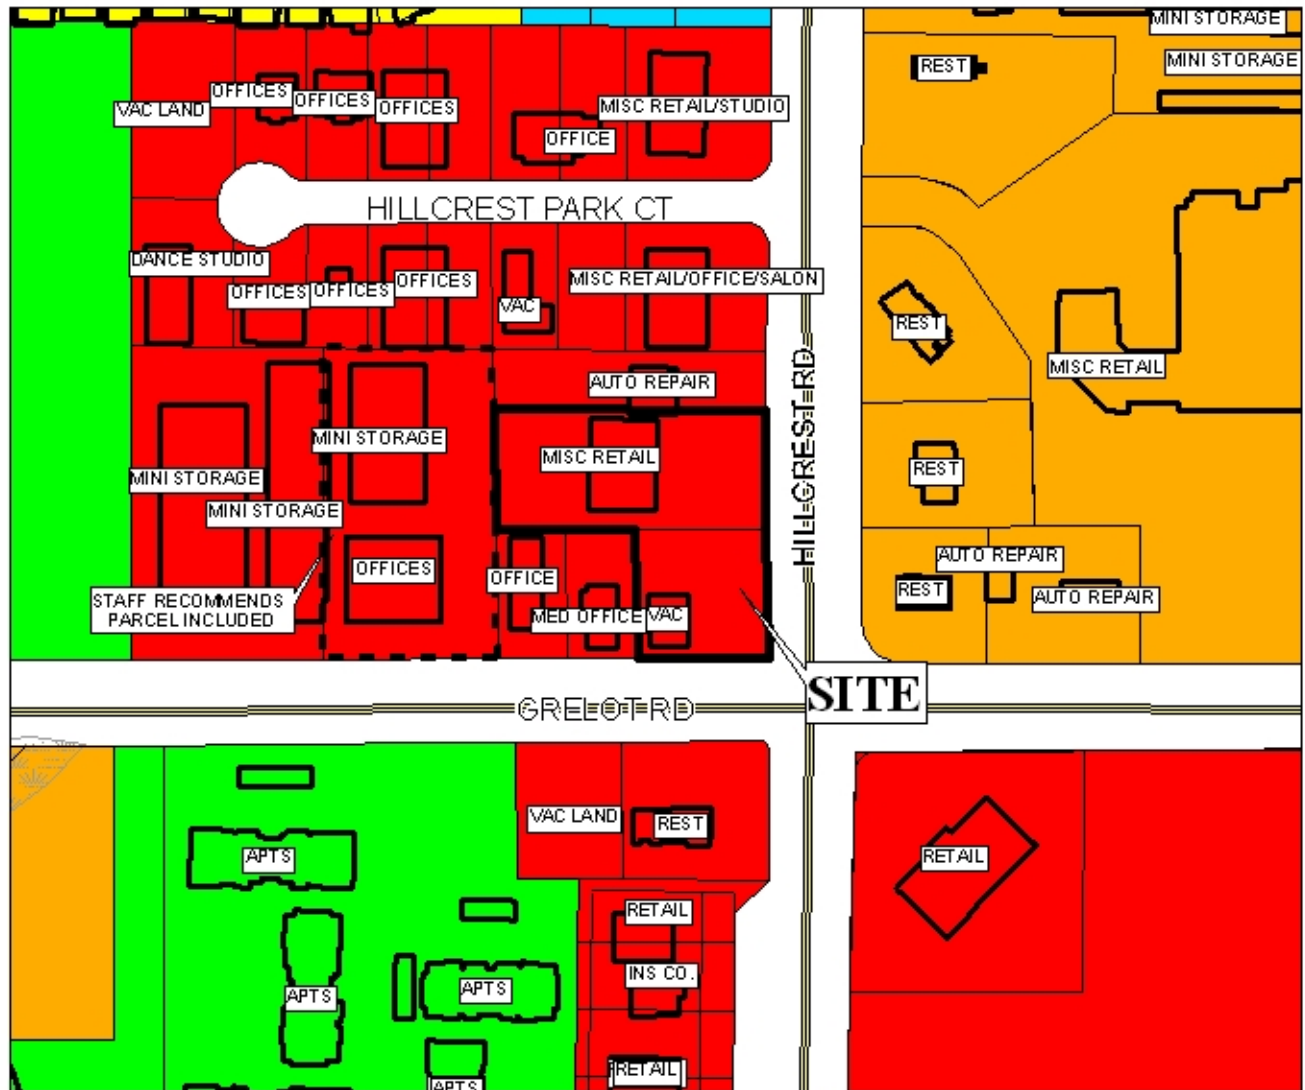 MINI STORAGE
MINI STORAGE
REST
OFFICES
OFFICES
OFFICES
VAC LAND
MISC RETAIL/STUDIO
OFFICE
HILLCREST PARK CT
DANCE STUDIO
OFFICES
OFFICES
OFFICES
VAC
MISC RETAIL/OFFICE/SALON
REST
MISC RETAIL
AUTO REPAIR
HILLCREST RD
MINI STORAGE
MISC RETAIL
MINI STORAGE
REST
MINI STORAGE
OFFICES
OFFICE
AUTO REPAIR
REST
AUTO REPAIR
STAFF RECOMMENDS
PARCEL INCLUDED
MED OFFICE
VAC
SITE
GRELOT RD
VAC LAND
REST
APTS
RETAIL
RETAIL
INS CO.
APTS
APTS
RETAIL
APTS